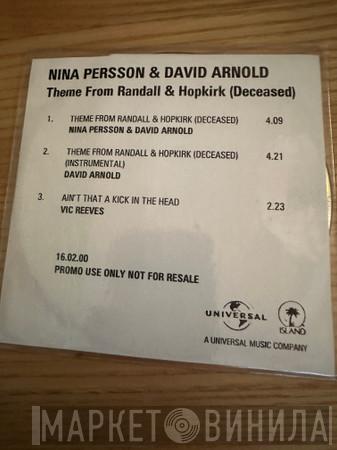 NINA PERSSON & DAVID ARNOLD
Theme From Randall & Hopkirk (Deceased)
1. THEME FROM RANDALL & HOPKIRK (DECEASED) 4.09
NINA PERSSON & DAVID ARNOLD
2. THEME FROM RANDALL & HOPKIRK (DECEASED) 4.21
(INSTRUMENTAL)
DAVID ARNOLD
3. AIN'T THAT A KICK IN THE HEAD 2.23
VIC REEVES
16.02.00
PROMO USE ONLY NOT FOR RESALE
UNIVERSAL
ISLAND
A UNIVERSAL MUSIC COMPANY
МАРКЕТ ВИНИЛА